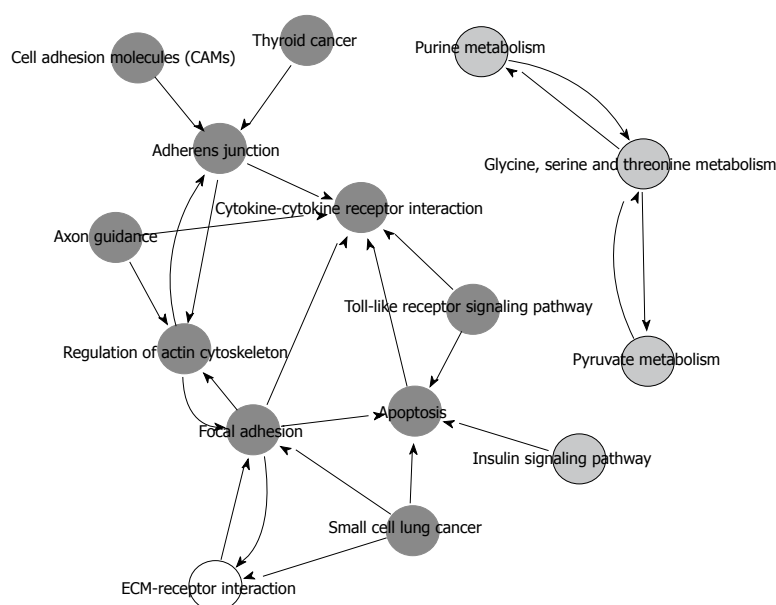 Thyroid cancer
Purine metabolism
Cell adhesion molecules (CAMs)
Adherens junction
Glycine, serine and threonine metabolism
Cytokine-cytokine receptor interaction
Axon guidance
Toll-like receptor signaling pathway
Regulation of actin cytoskeleton
Pyruvate metabolism
Apoptosis
Focal adhesion
Insulin signaling pathway
Small cell lung cancer
ECM-receptor interaction